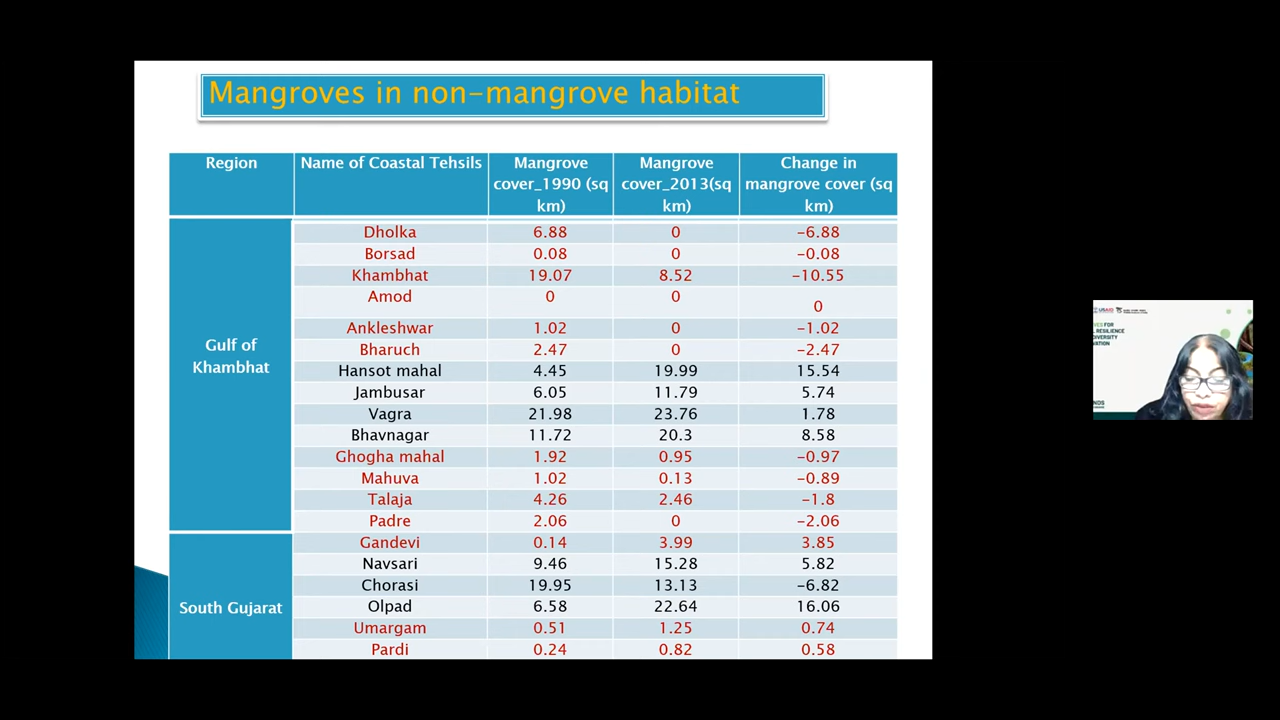 Mangroves in non-mangrove habitat
Region Name of Coastal Tehsils Mangrove cover_1990 (sq km) Mangrove cover_2013(sq km) Change in mangrove cover (sq km)
Gulf of Khambhat
Dholka 6.88 0 -6.88
Borsad 0.08 0 -0.08
Khambhat 19.07 8.52 -10.55
Amod 0 0 0
Ankleshwar 1.02 0 -1.02
Bharuch 2.47 0 -2.47
Hansot mahal 4.45 19.99 15.54
Jambusar 6.05 11.79 5.74
Vagra 21.98 23.76 1.78
Bhavnagar 11.72 20.3 8.58
Ghogha mahal 1.92 0.95 -0.97
Mahuva 1.02 0.13 -0.89
Talaja 4.26 2.46 -1.8
Padre 2.06 0 -2.06
South Gujarat
Gandevi 0.14 3.99 3.85
Navsari 9.46 15.28 5.82
Chorasi 19.95 13.13 -6.82
Olpad 6.58 22.64 16.06
Umargam 0.51 1.25 0.74
Pardi 0.24 0.82 0.58
USAID
VES FOR
L RESILIENCE
DIVERSITY
VATION
NDS